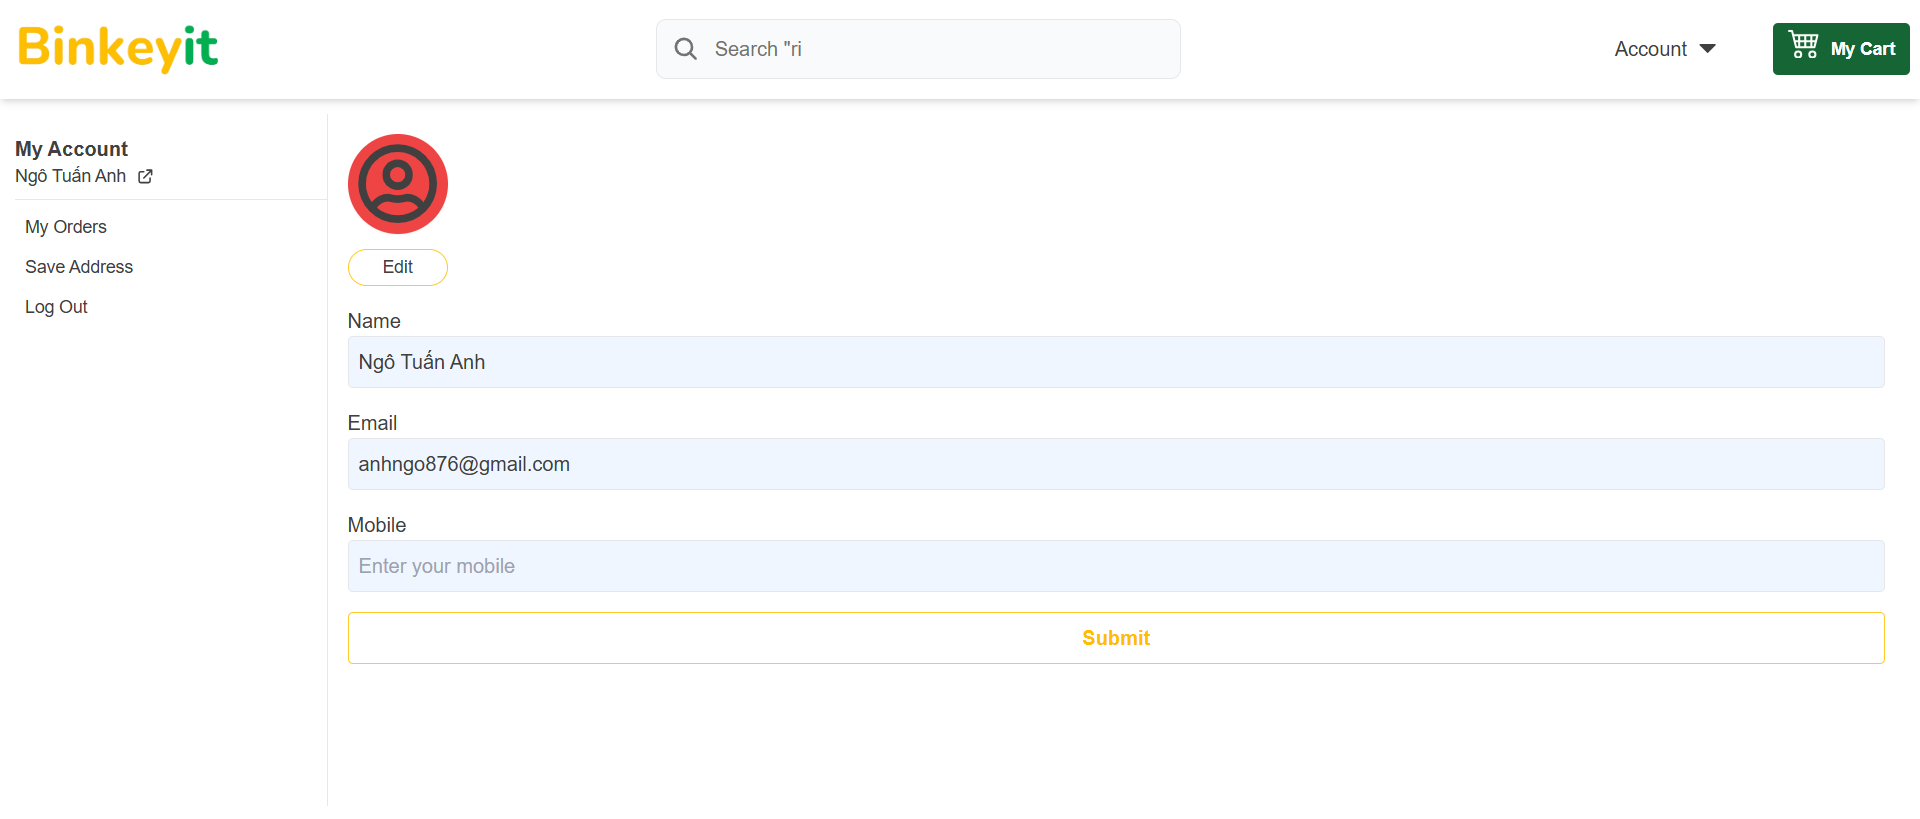 Binkeyit
Search "ri
Account
My Cart
My Account
Ngô Tuấn Anh
My Orders
Save Address
Log Out
Edit
Name
Ngô Tuấn Anh
Email
anhngo876@gmail.com
Mobile
Enter your mobile
Submit